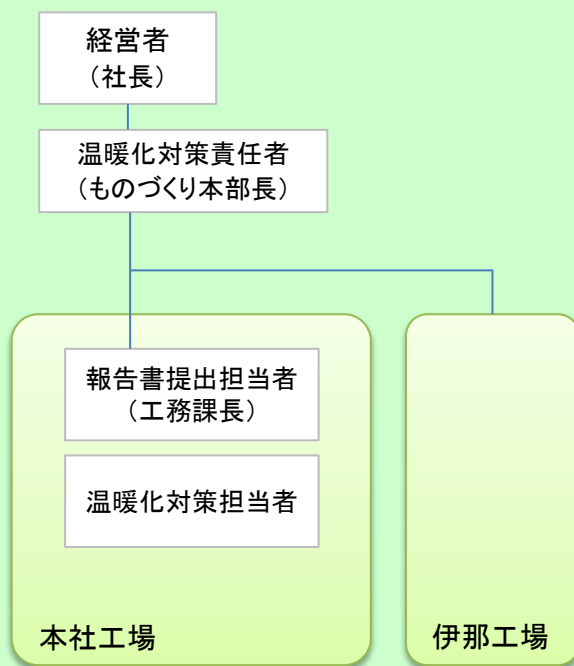 経営者
（社長）
温暖化対策責任者
（ものづくり本部長）
報告書提出担当者
（工務課長）
温暖化対策担当者
本社工場
伊那工場